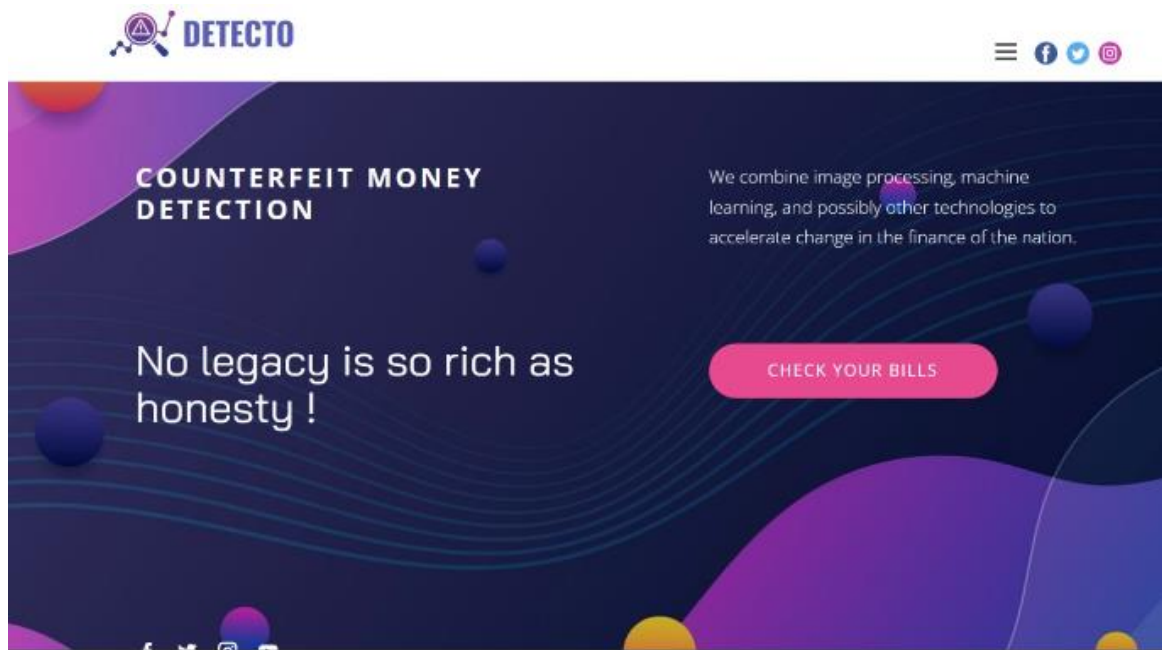 DETECTO
COUNTERFEIT MONEY
DETECTION
We combine image processing, machine
learning, and possibly other technologies to
accelerate change in the finance of the nation.
No legacy is so rich as
honesty !
CHECK YOUR BILLS